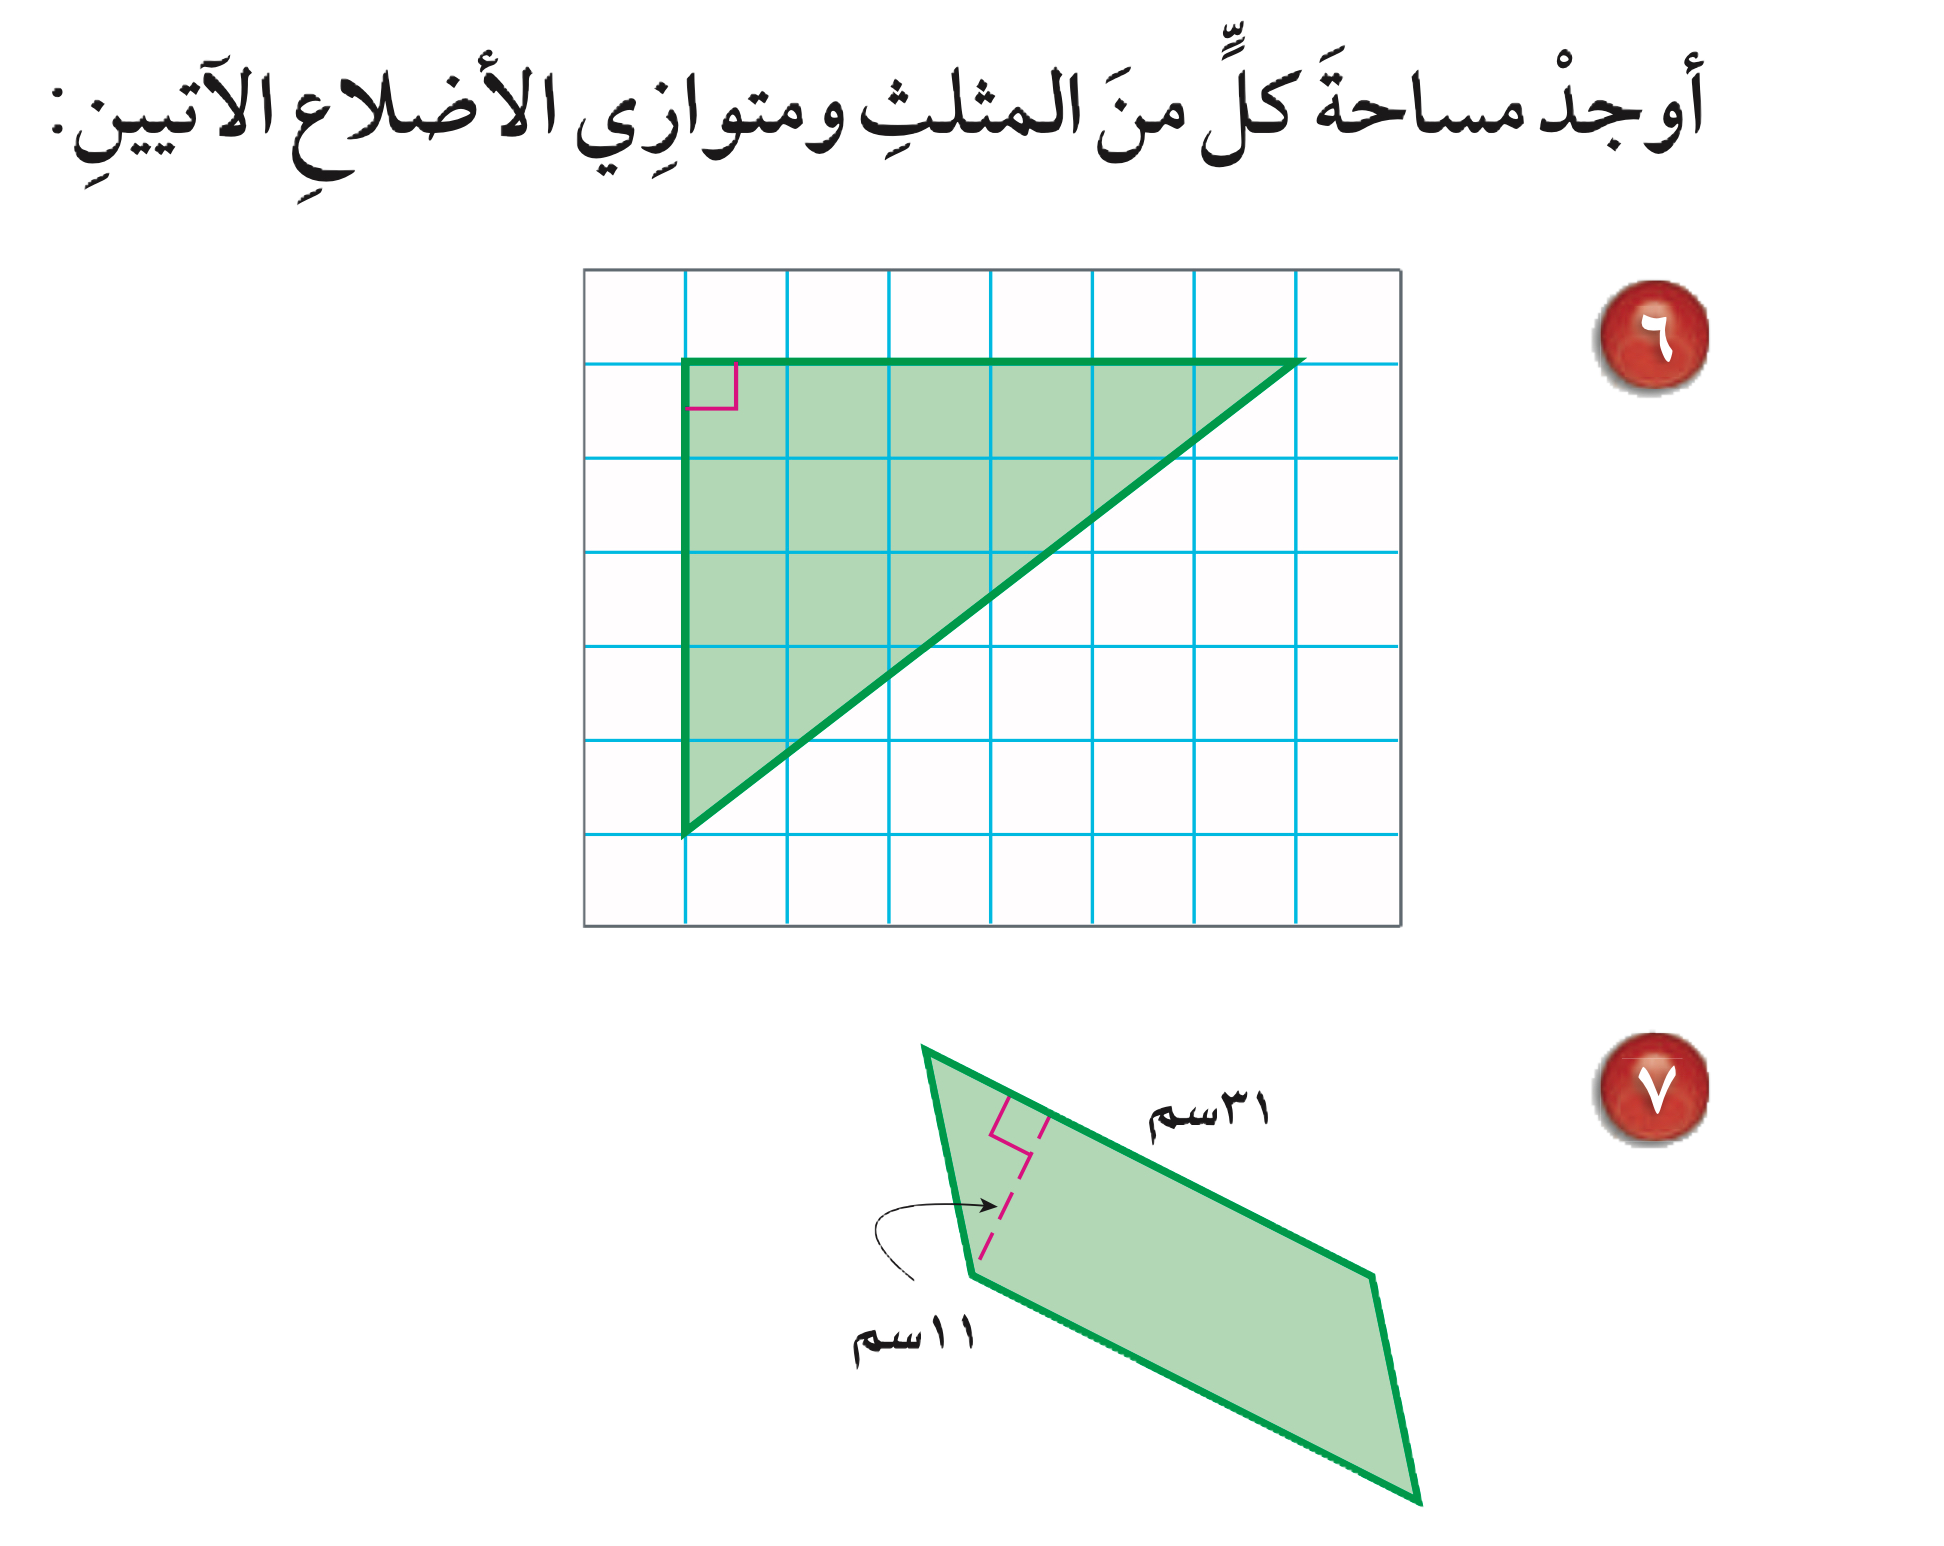 أوجدْ مساحةَ كلٍّ منَ المثلثِ ومتوازِي الأضلاعِ الآتيينِ:
٦
٧
٣١سم
١١سم